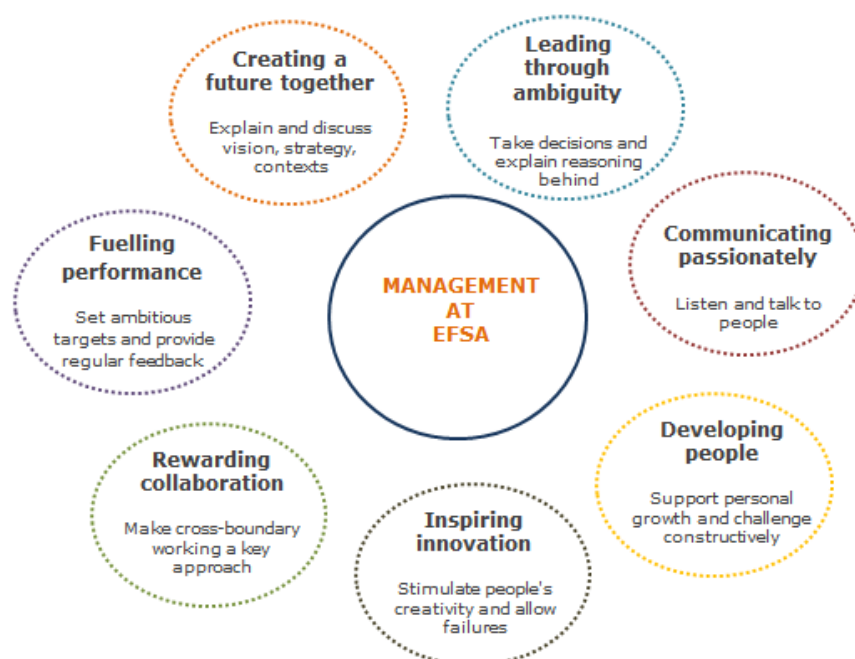 Creating a
future together
Explain and discuss
vision, strategy,
contexts
Leading
through
ambiguity
Take decisions and
explain reasoning
behind
Communicating
passionately
Listen and talk to
people
Developing
people
Support personal
growth and challenge
constructively
Inspiring
innovation
Stimulate people's
creativity and allow
failures
Rewarding
collaboration
Make cross-boundary
working a key
approach
Fuelling
performance
Set ambitious
targets and provide
regular feedback
MANAGEMENT
AT
EFSA